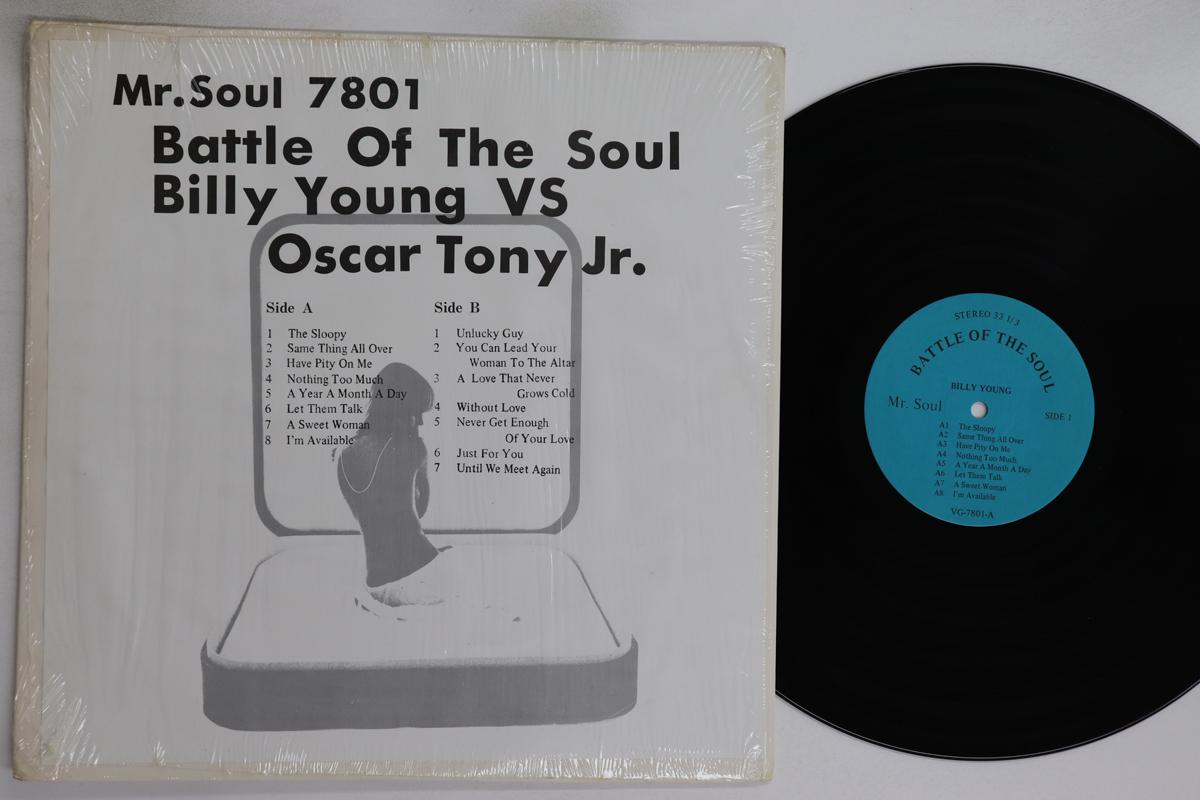 Mr.Soul 7801
Battle Of The Soul
Billy Young VS
Oscar Tony Jr.
Side A
1 The Sloopy
2 Same Thing All Over
3 Have Pity On Me
4 Nothing Too Much
5 A Year A Month A Day
6 Let Them Talk
7 A Sweet Woman
8 I'm Available
Side B
1 Unlucky Guy
2 You Can Lead Your
Woman To The Altar
3 A Love That Never
Grows Cold
4 Without Love
5 Never Get Enough
Of Your Love
6 Just For You
7 Until We Meet Again
STEREO 33 1/3
BATTLE OF THE SOUL
BILLY YOUNG
Mr. Soul
SIDE 1
A1 The Sloopy
A2 Same Thing All Over
A3 Have Pity On Me
A4 Nothing Too Much
A5 A Year A Month A Day
A6 Let Them Talk
A7 A Sweet Woman
A8 I'm Available
VG-7801-A